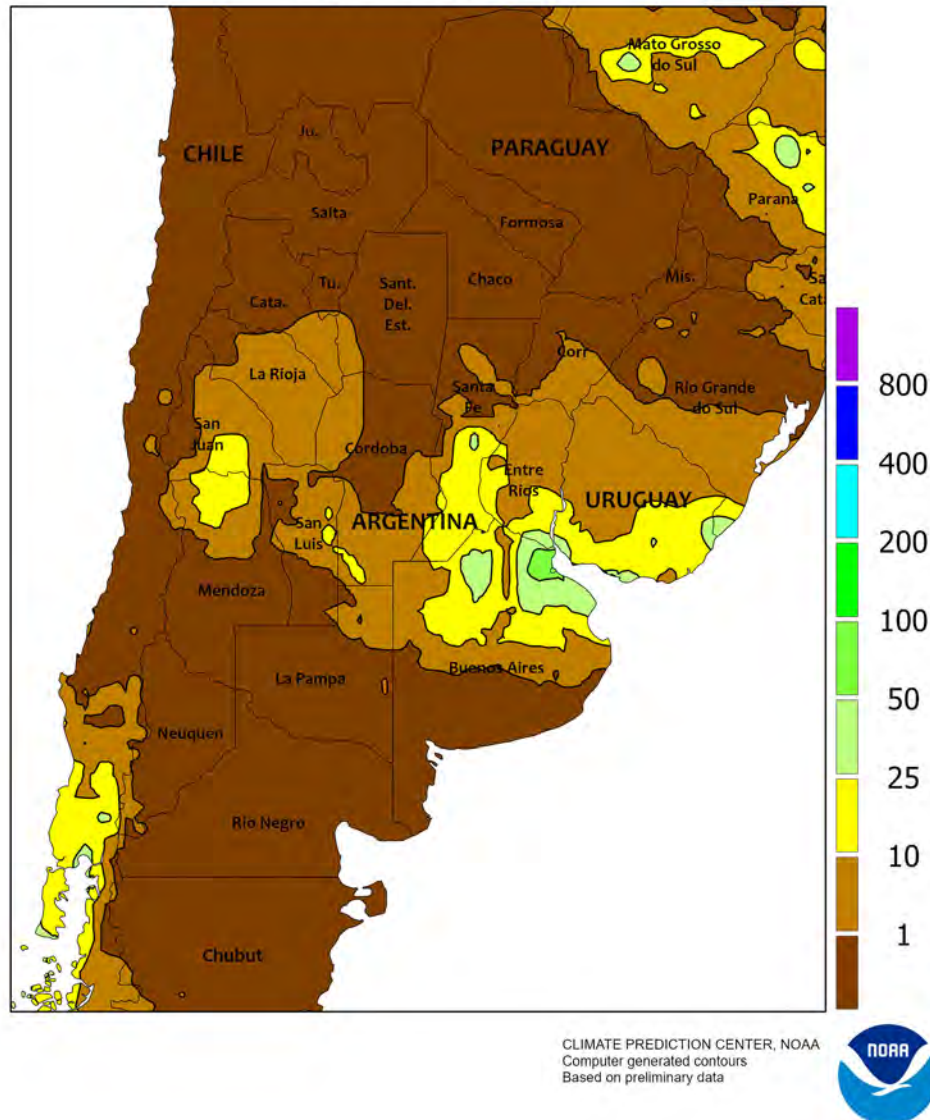 Mato Grosso
do Sul
Ju.
CHILE
PARAGUAY
Parana
Salta
Formosa
Chaco
Mis.
Sa
Cata
Cata.
Tu.
Sant.
Del.
Est.
Corr
La Rioja
Santa
Fe
Rio Grande
do Sul
San
Juan
Cordoba
Entre
Rios
URUGUAY
ARGENTINA
San
Luis
Mendoza
Buenos Aires
La Pampa
Neuquen
Rio Negro
Chubut
800
400
200
100
50
25
10
1
CLIMATE PREDICTION CENTER, NOAA
Computer generated contours
Based on preliminary data
NOAA